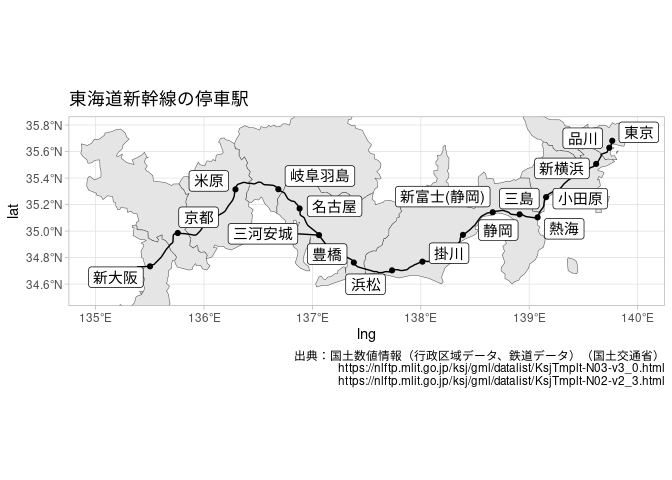 東海道新幹線の停車駅
35.8°N
35.6°N
35.4°N
35.2°N
35.0°N
34.8°N
34.6°N
lat
東京
品川
新横浜
小田原
熱海
三島
新富士(静岡)
静岡
掛川
浜松
豊橋
三河安城
名古屋
岐阜羽島
米原
京都
新大阪
135°E
136°E
137°E
138°E
139°E
140°E
lng
出典：国土数値情報（行政区域データ、鉄道データ）（国土交通省）
https://nlftp.mlit.go.jp/ksj/gml/datalist/KsjTmplt-N03-v3_0.html
https://nlftp.mlit.go.jp/ksj/gml/datalist/KsjTmplt-N02-v2_3.html